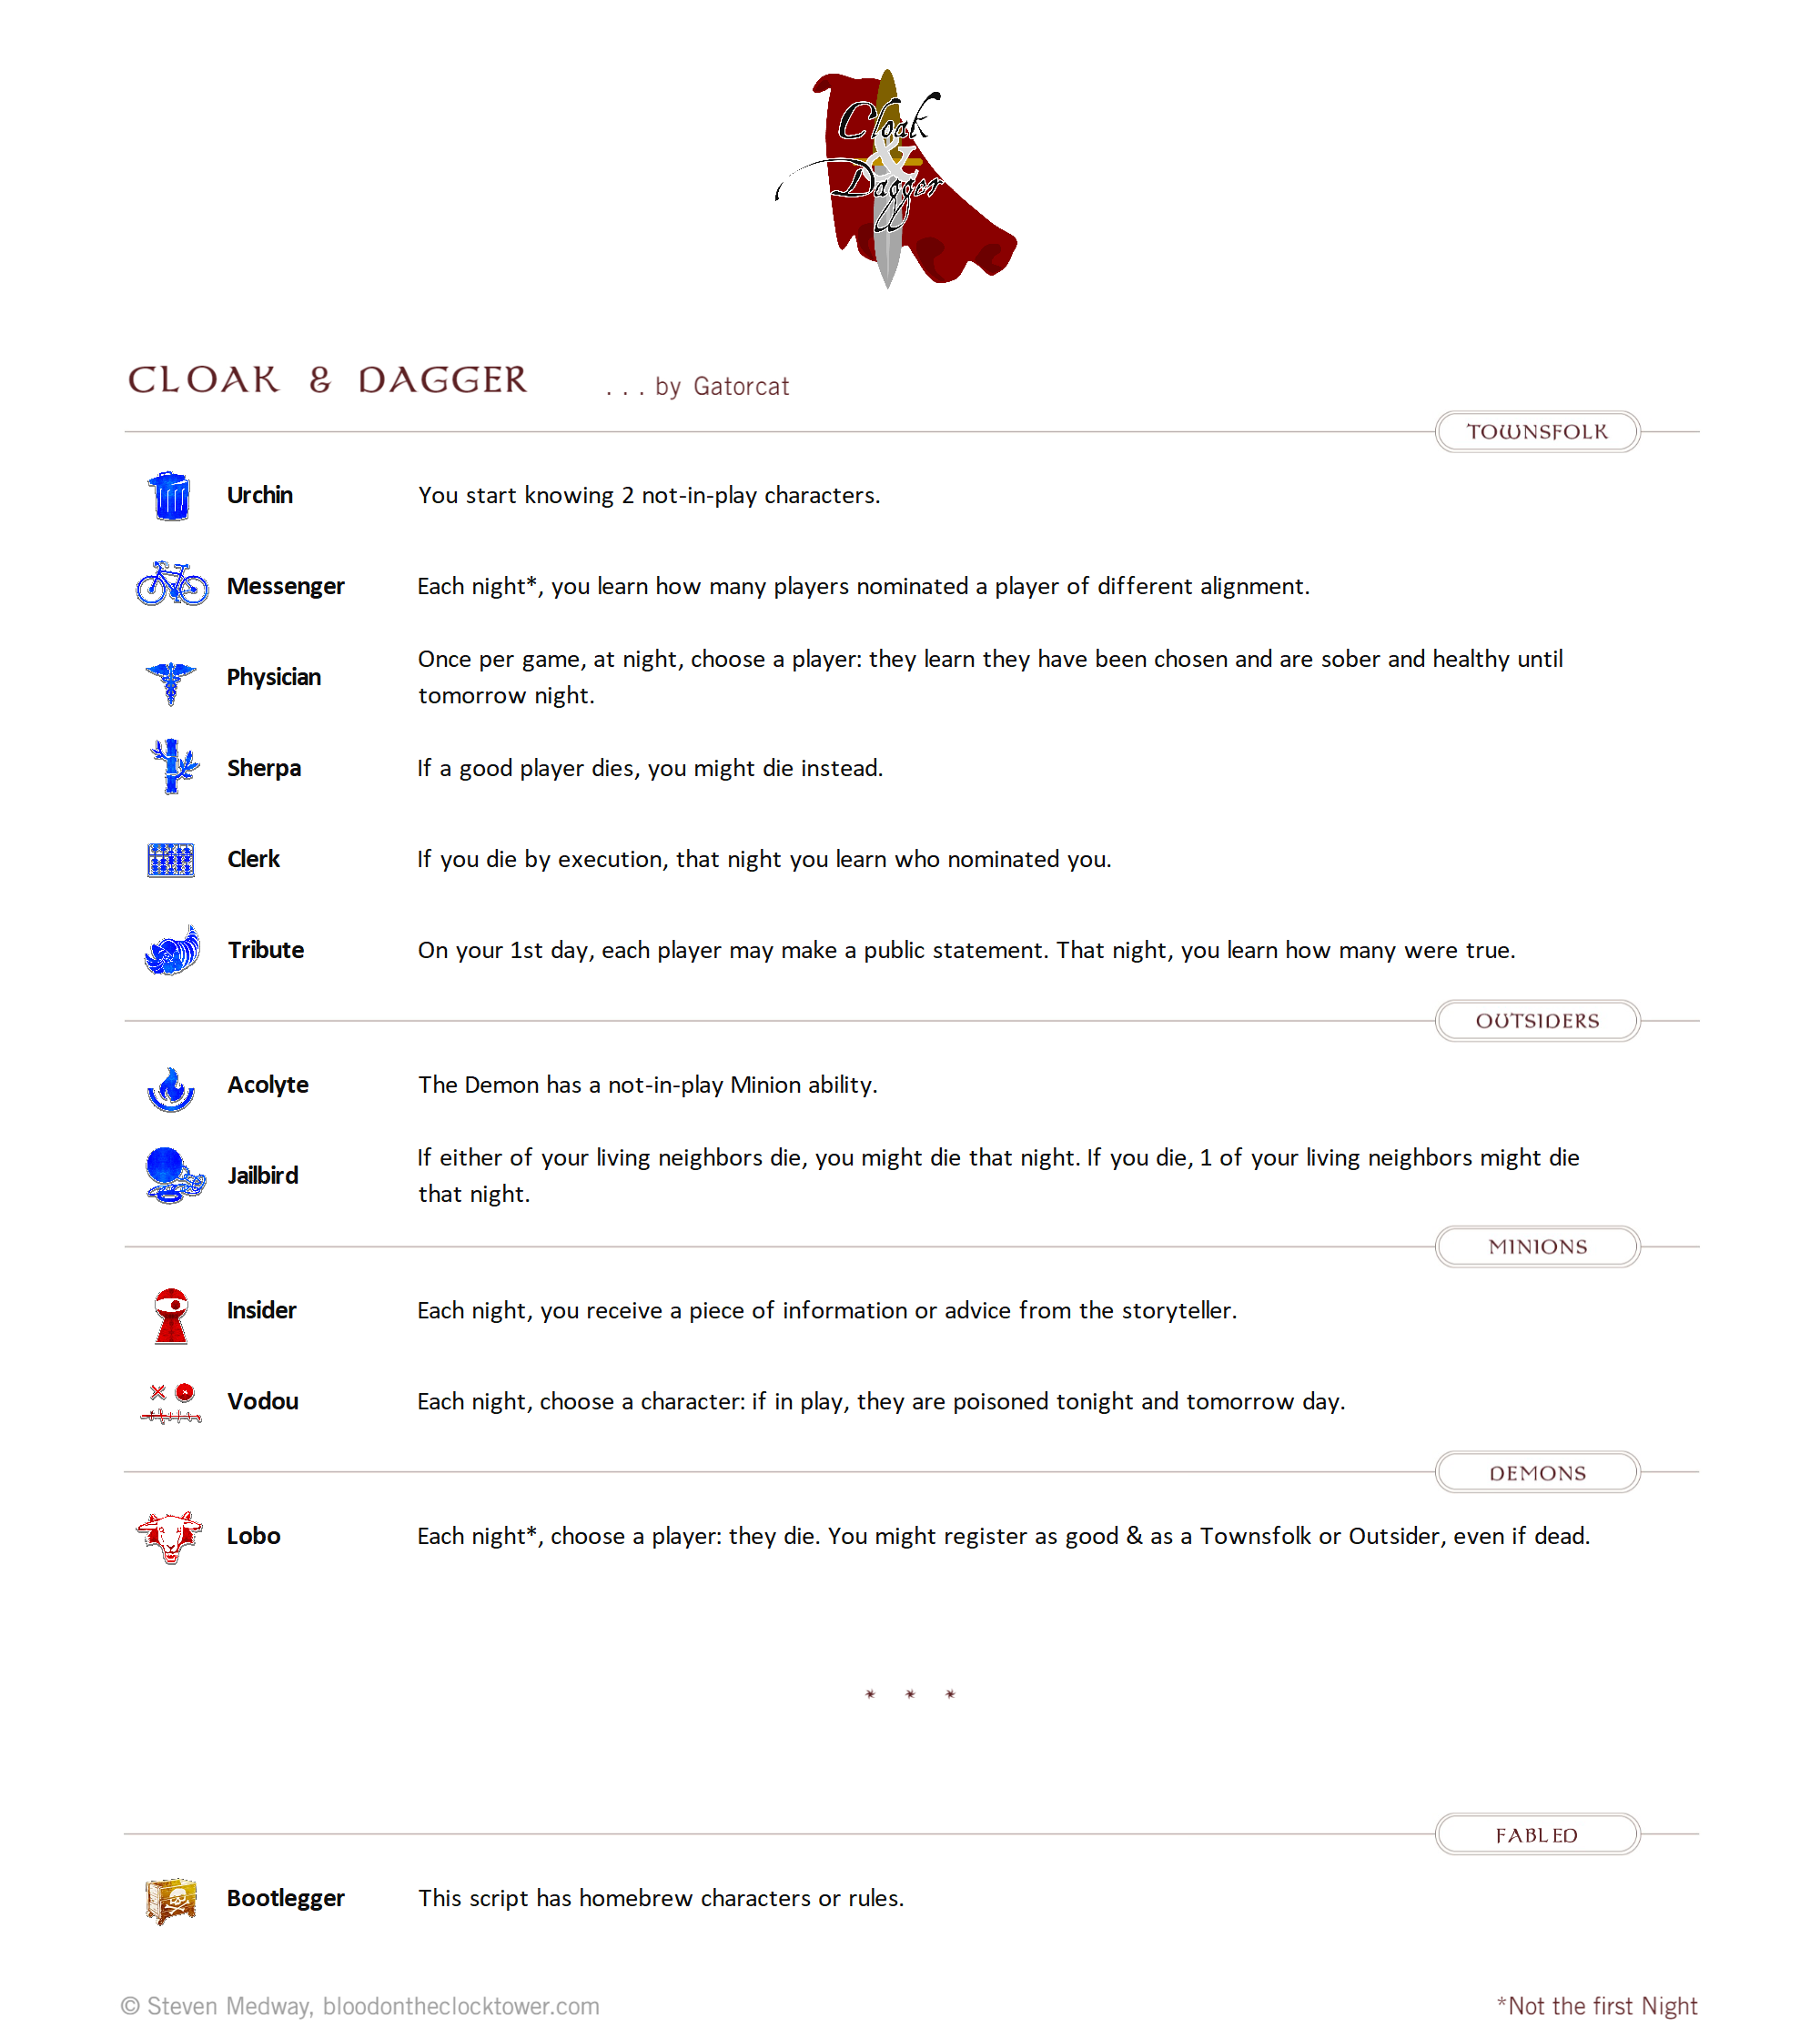 Cloak
&
Dagger
CLOAK & DAGGER . . . by Gatorcat
TOWNSFOLK
Urchin You start knowing 2 not-in-play characters.
Messenger Each night*, you learn how many players nominated a player of different alignment.
Physician Once per game, at night, choose a player: they learn they have been chosen and are sober and healthy until
tomorrow night.
Sherpa If a good player dies, you might die instead.
Clerk If you die by execution, that night you learn who nominated you.
Tribute On your 1st day, each player may make a public statement. That night, you learn how many were true.
OUTSIDERS
Acolyte The Demon has a not-in-play Minion ability.
Jailbird If either of your living neighbors die, you might die that night. If you die, 1 of your living neighbors might die
that night.
MINIONS
Insider Each night, you receive a piece of information or advice from the storyteller.
Vodou Each night, choose a character: if in play, they are poisoned tonight and tomorrow day.
DEMONS
Lobo Each night*, choose a player: they die. You might register as good & as a Townsfolk or Outsider, even if dead.
* * *
FABLED
Bootlegger This script has homebrew characters or rules.
© Steven Medway, bloodontheclocktower.com *Not the first Night